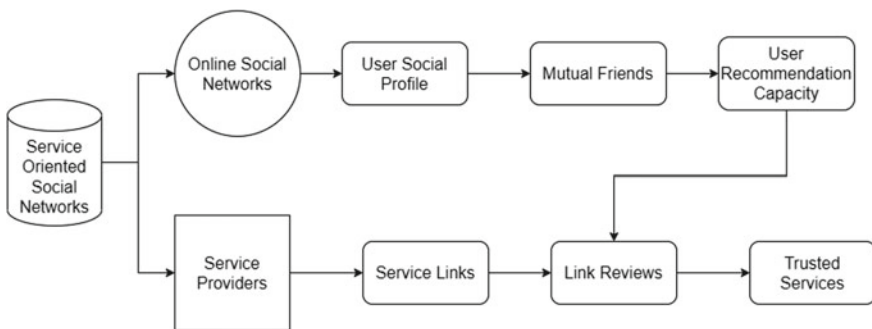 Online Social
Networks
User Social
Profile
Mutual Friends
User
Recommendation
Capacity
Service
Oriented
Social
Networks
Service
Providers
Service Links
Link Reviews
Trusted
Services